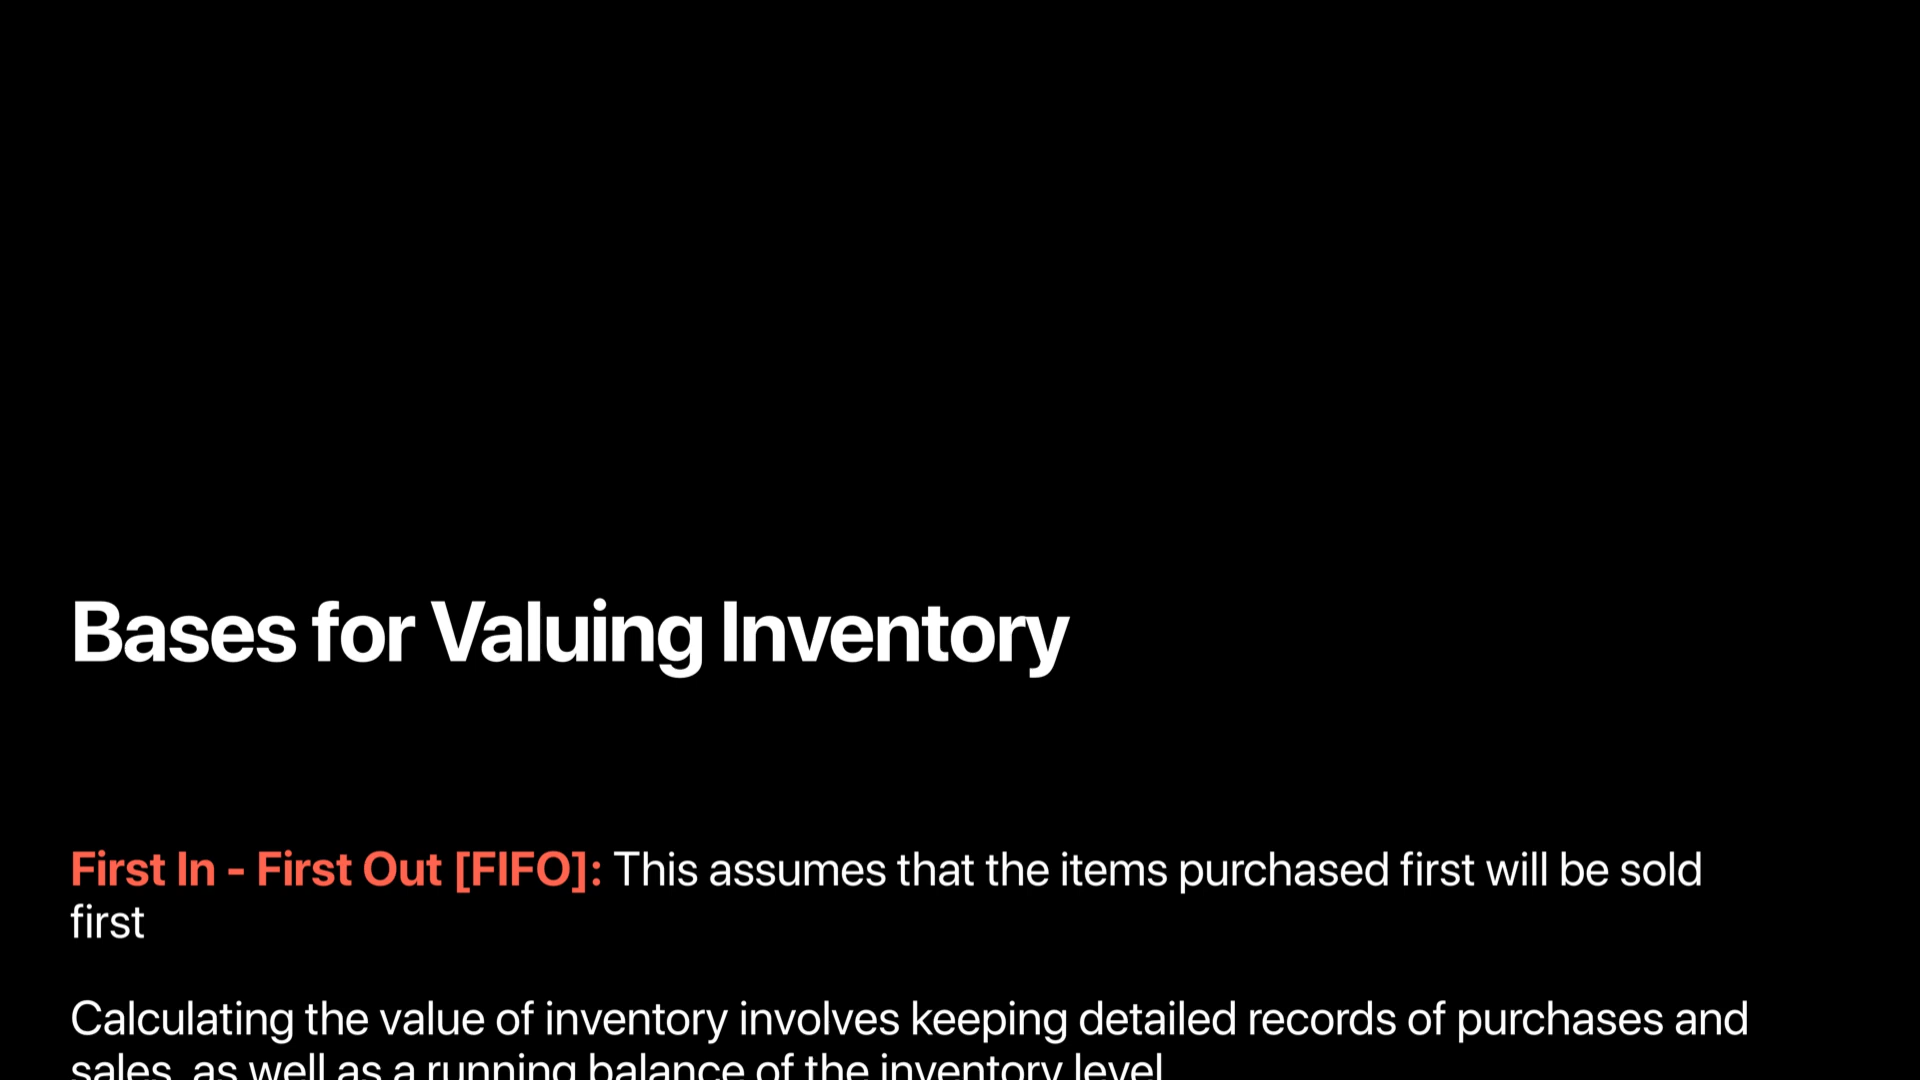 Bases for Valuing Inventory
First In - First Out [FIFO]: This assumes that the items purchased first will be sold
first
Calculating the value of inventory involves keeping detailed records of purchases and
sales, as well as a running balance of the inventory level